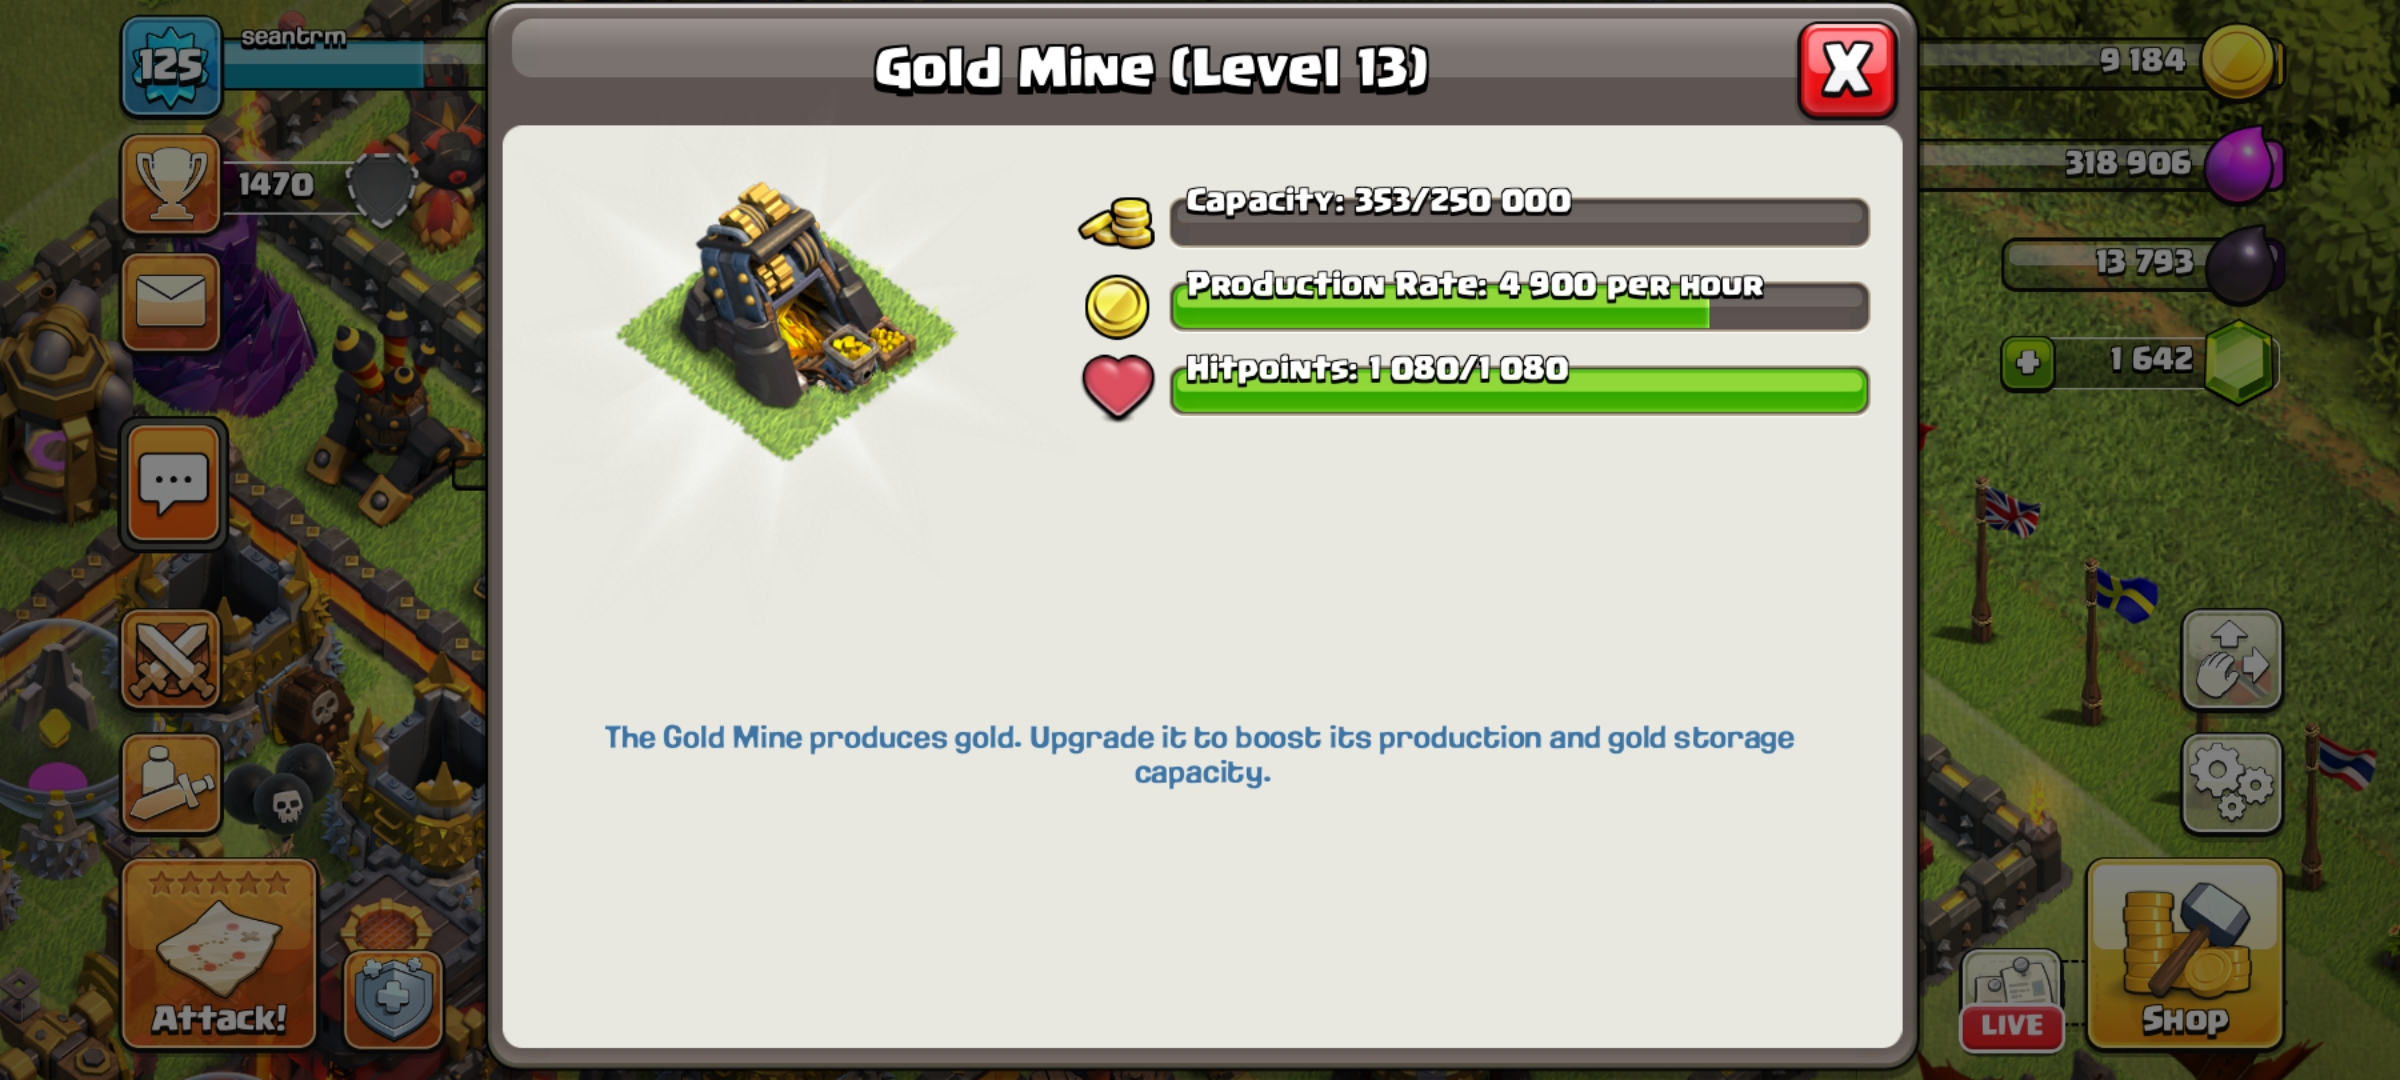 125
seantrm
1470
Attack!
Gold Mine (Level 13)
X
Capacity: 353/250 000
Production Rate: 4 900 per hour
Hitpoints: 1 080/1 080
The Gold Mine produces gold. Upgrade it to boost its production and gold storage
capacity.
9 184
318 906
13 793
1 642
LIVE
Shop